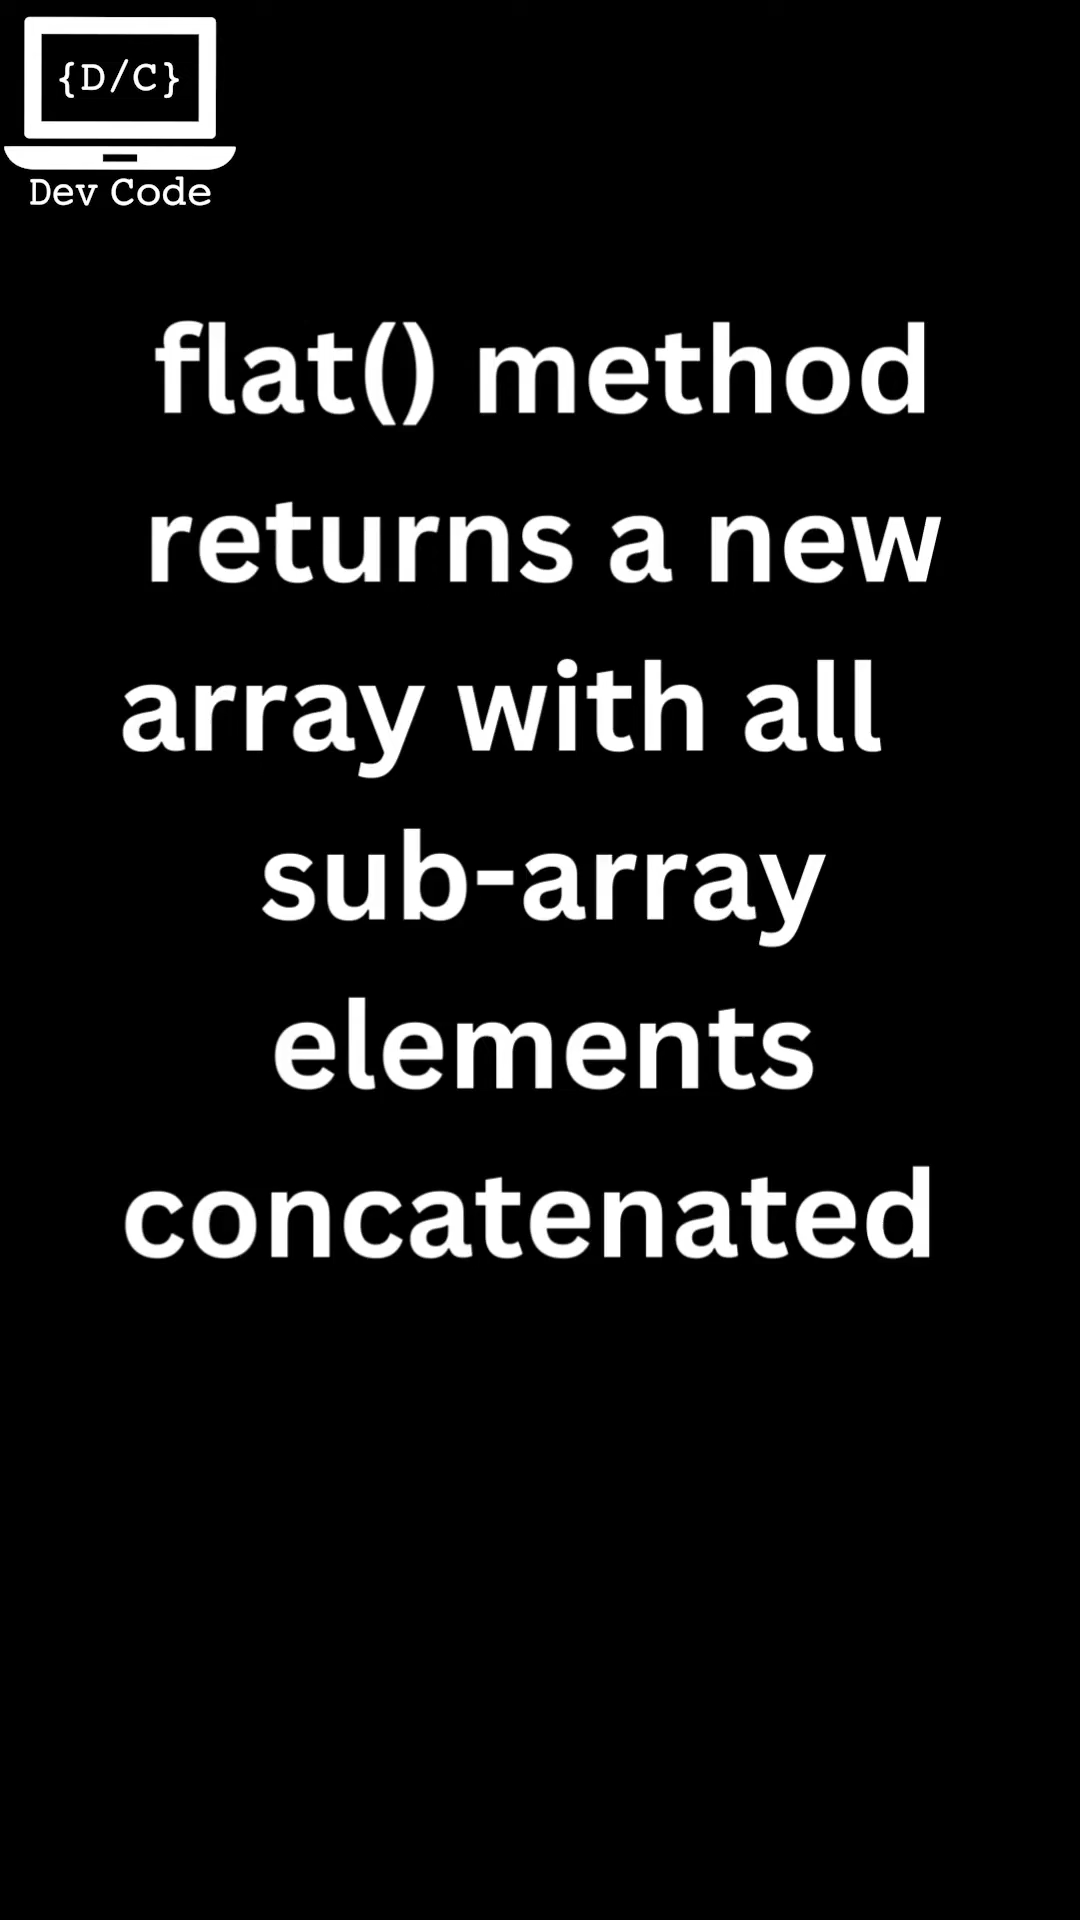 {D/C}
Dev Code
flat() method
returns a new
array with all
sub-array
elements
concatenated